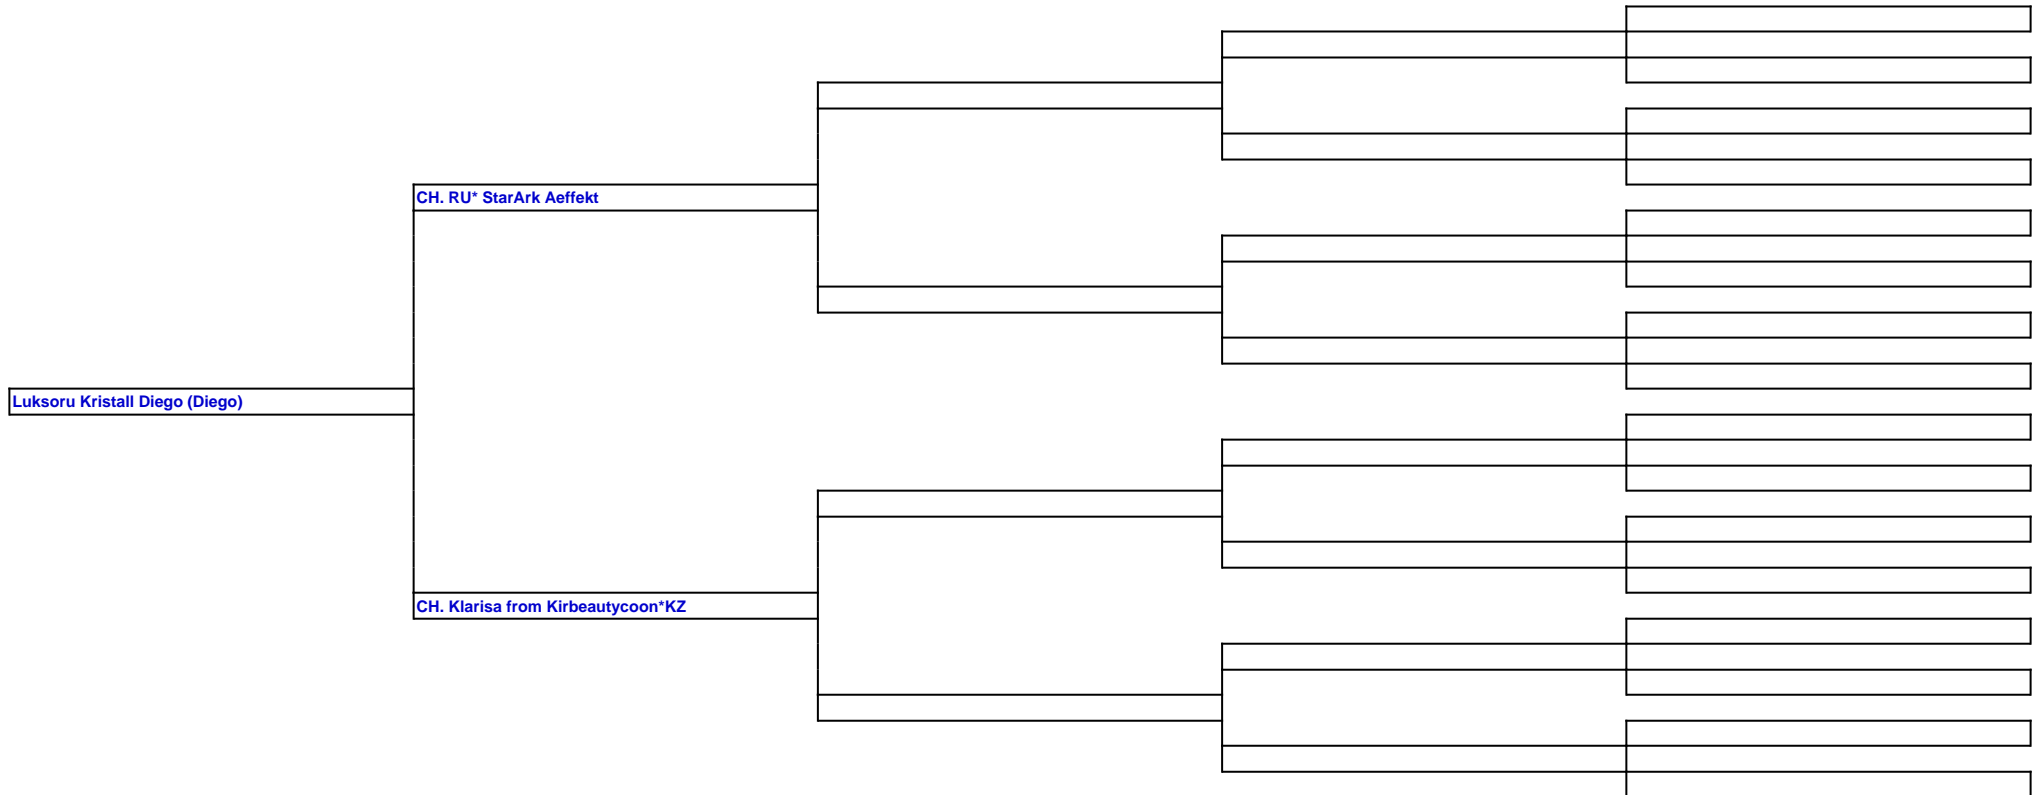 CH. RU* StarArk Aeffekt
Luksoru Kristall Diego (Diego)
CH. Klarisa from Kirbeautycoon*KZ